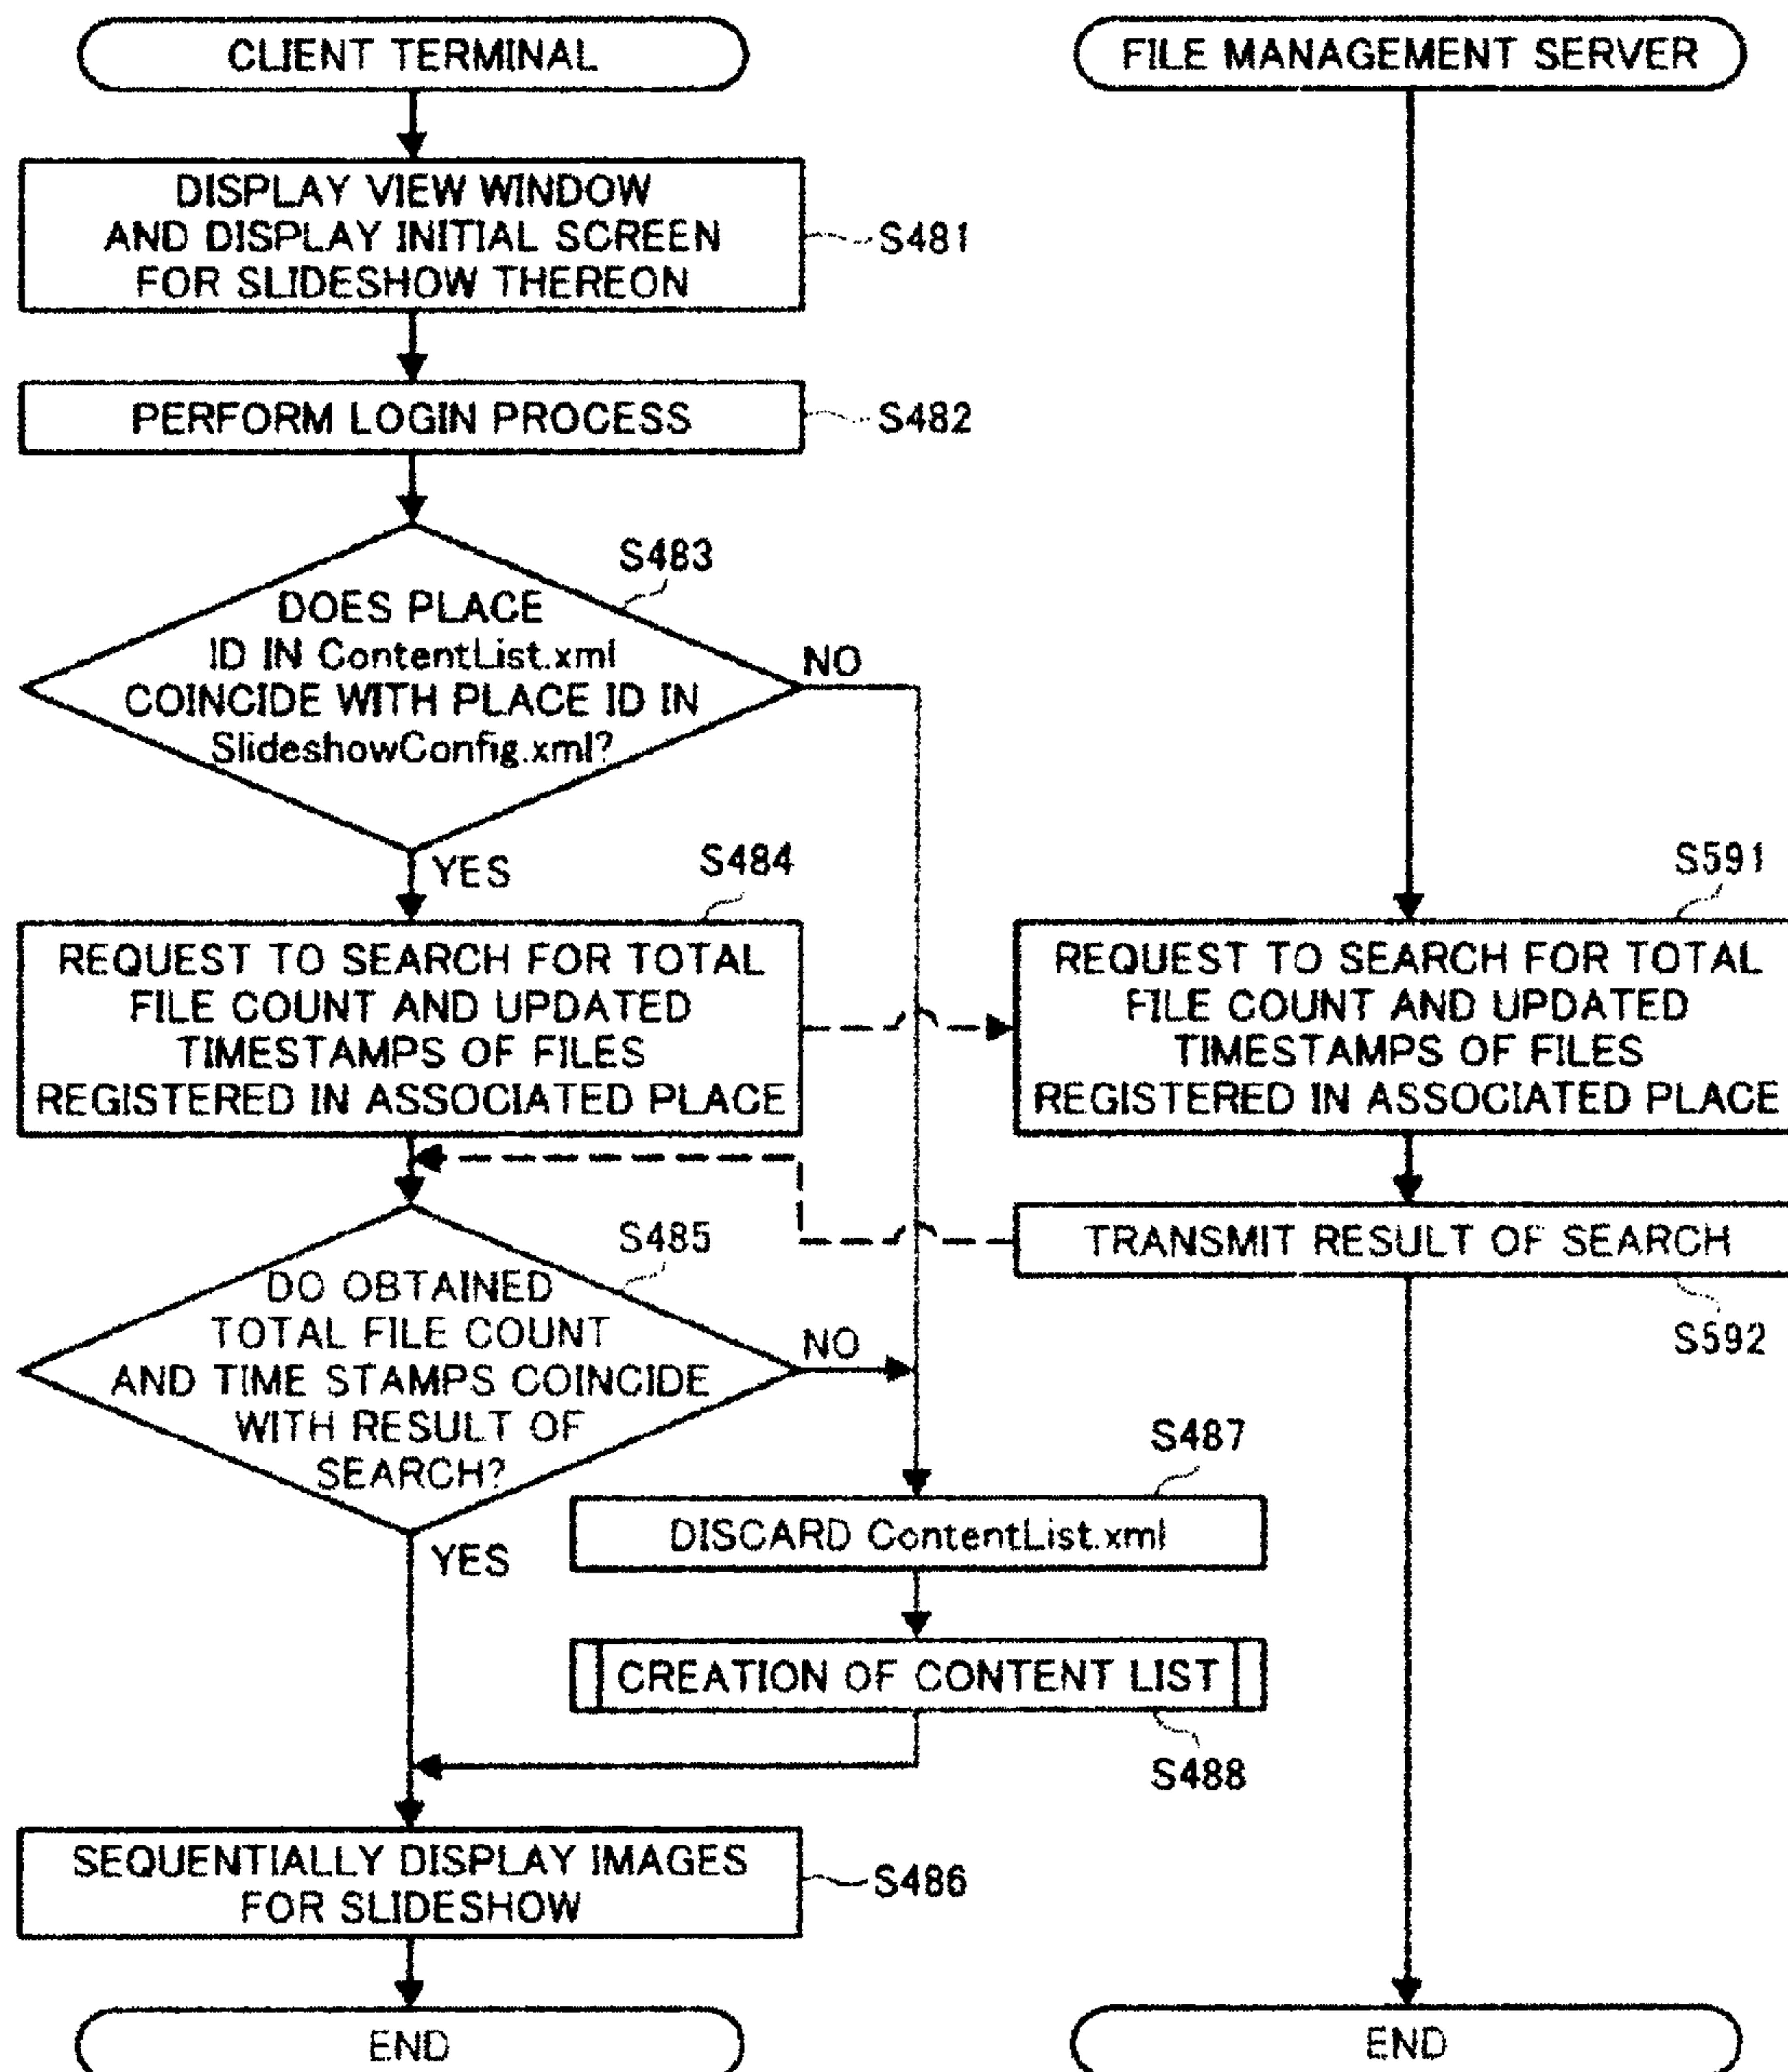 CLIENT TERMINAL
DISPLAY VIEW WINDOW
AND DISPLAY INITIAL SCREEN
FOR SLIDESHOW THEREON
S481
PERFORM LOGIN PROCESS
S482
S483
DOES PLACE
ID IN ContentList.xml
COINCIDE WITH PLACE ID IN
SlideshowConfig.xml?
NO
YES
S484
REQUEST TO SEARCH FOR TOTAL
FILE COUNT AND UPDATED
TIMESTAMPS OF FILES
REGISTERED IN ASSOCIATED PLACE
S485
DO OBTAINED
TOTAL FILE COUNT
AND TIME STAMPS COINCIDE
WITH RESULT OF
SEARCH?
NO
YES
S487
DISCARD ContentList.xml
CREATION OF CONTENT LIST
S488
SEQUENTIALLY DISPLAY IMAGES
FOR SLIDESHOW
S486
END
FILE MANAGEMENT SERVER
S591
REQUEST TO SEARCH FOR TOTAL
FILE COUNT AND UPDATED
TIMESTAMPS OF FILES
REGISTERED IN ASSOCIATED PLACE
TRANSMIT RESULT OF SEARCH
S592
END